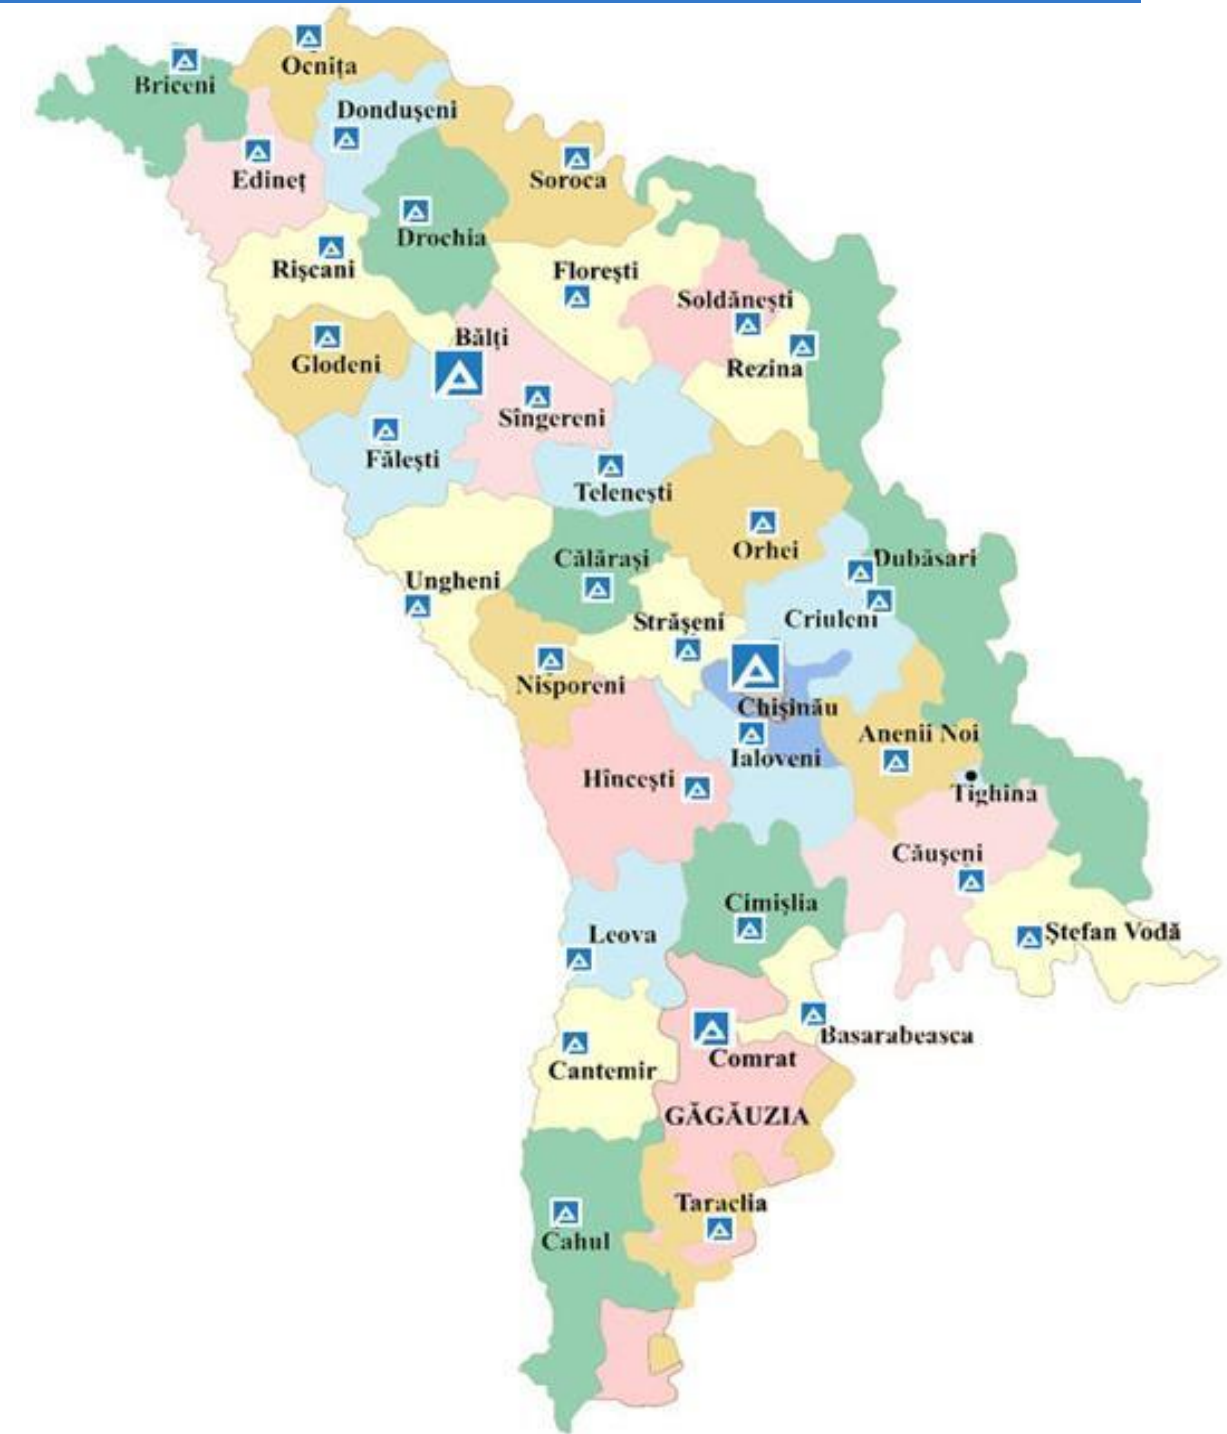 Ocnița
Briceni
Dondușeni
Edineț
Soroca
Drochia
Rișcani
Florești
Soldănești
Bălți
Glodeni
Rezina
Sîngereni
Fălești
Telenești
Orhei
Călărași
Dubăsari
Ungheni
Criuleni
Strășeni
Nisporeni
Chișinău
Anenii Noi
Ialoveni
Hîncești
Tighina
Căușeni
Cimișlia
Leova
Ștefan Vodă
Basarabeasca
Comrat
Cantemir
GĂGĂUZIA
Taraclia
Cahul